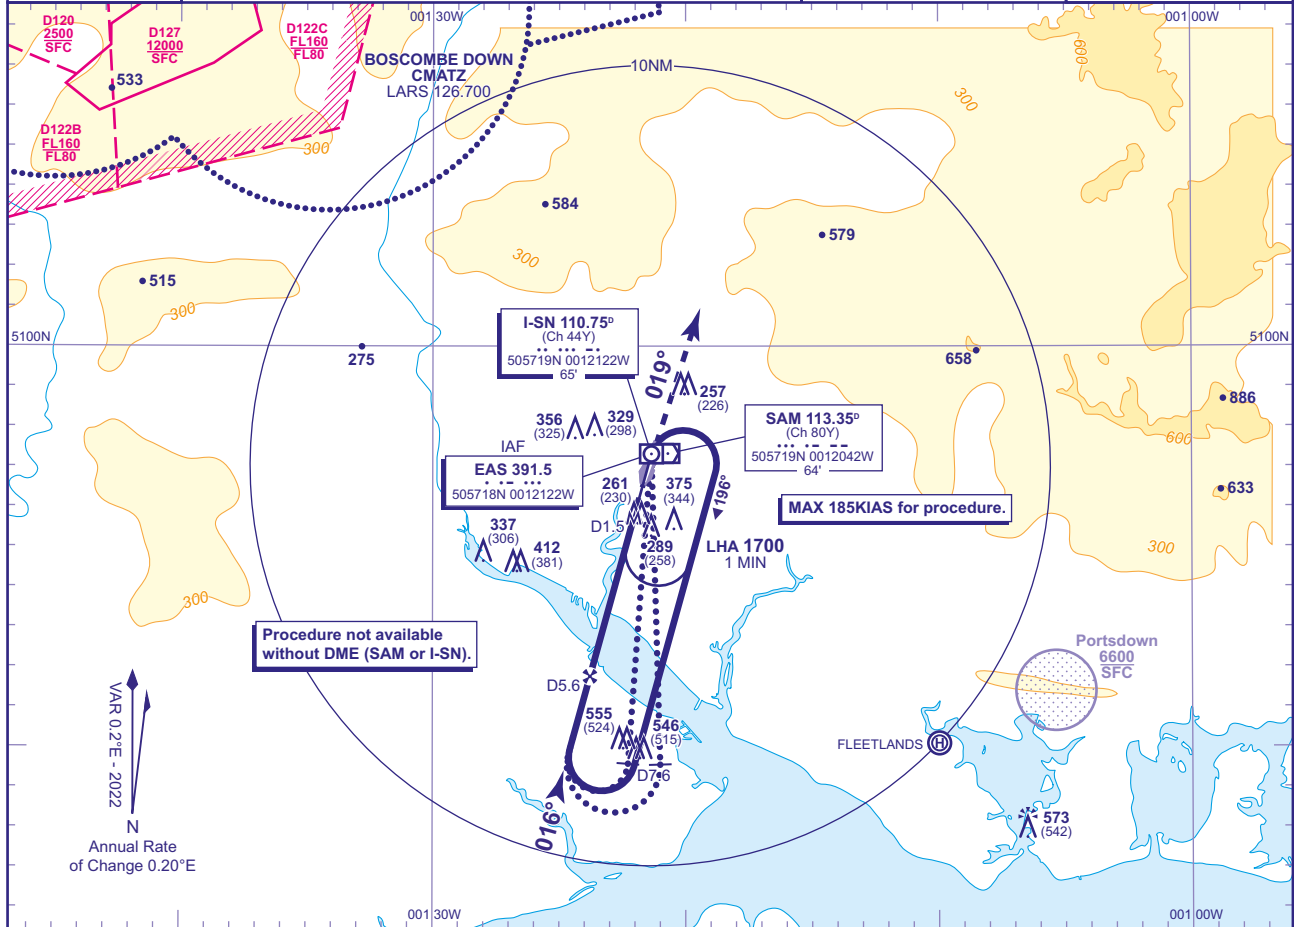 001:30W
001:00W
D120
2500
SFC
D127
12000
SFC
D122C
FL160
FL80
600
BOSCOMBE DOWN
CMATZ
LARS 126.700
10NM
533
300
D122B
FL160
FL80
300
584
579
300
515
300
5100N
5100N
275
I-SN 110.75D
(Ch 44Y)
505719N 0012122W
65'
019°
658
257
(226)
886
356
(325)
329
(298)
SAM 113.35D
(Ch 80Y)
505719N 0012042W
64'
600
IAF
EAS 391.5
505718N 0012122W
261
(230)
375
(344)
196°
633
MAX 185KIAS for procedure.
D1.5
337
(306)
412
(381)
289
(258)
LHA 1700
1 MIN
300
300
Procedure not available
without DME (SAM or I-SN).
Portsdown
6600
SFC
VAR 0.2°E - 2022
D5.6
555
(524)
546
(515)
FLEETLANDS
H
D7.6
016°
573
(542)
N
Annual Rate
of Change 0.20°E
001:30W
001:00W